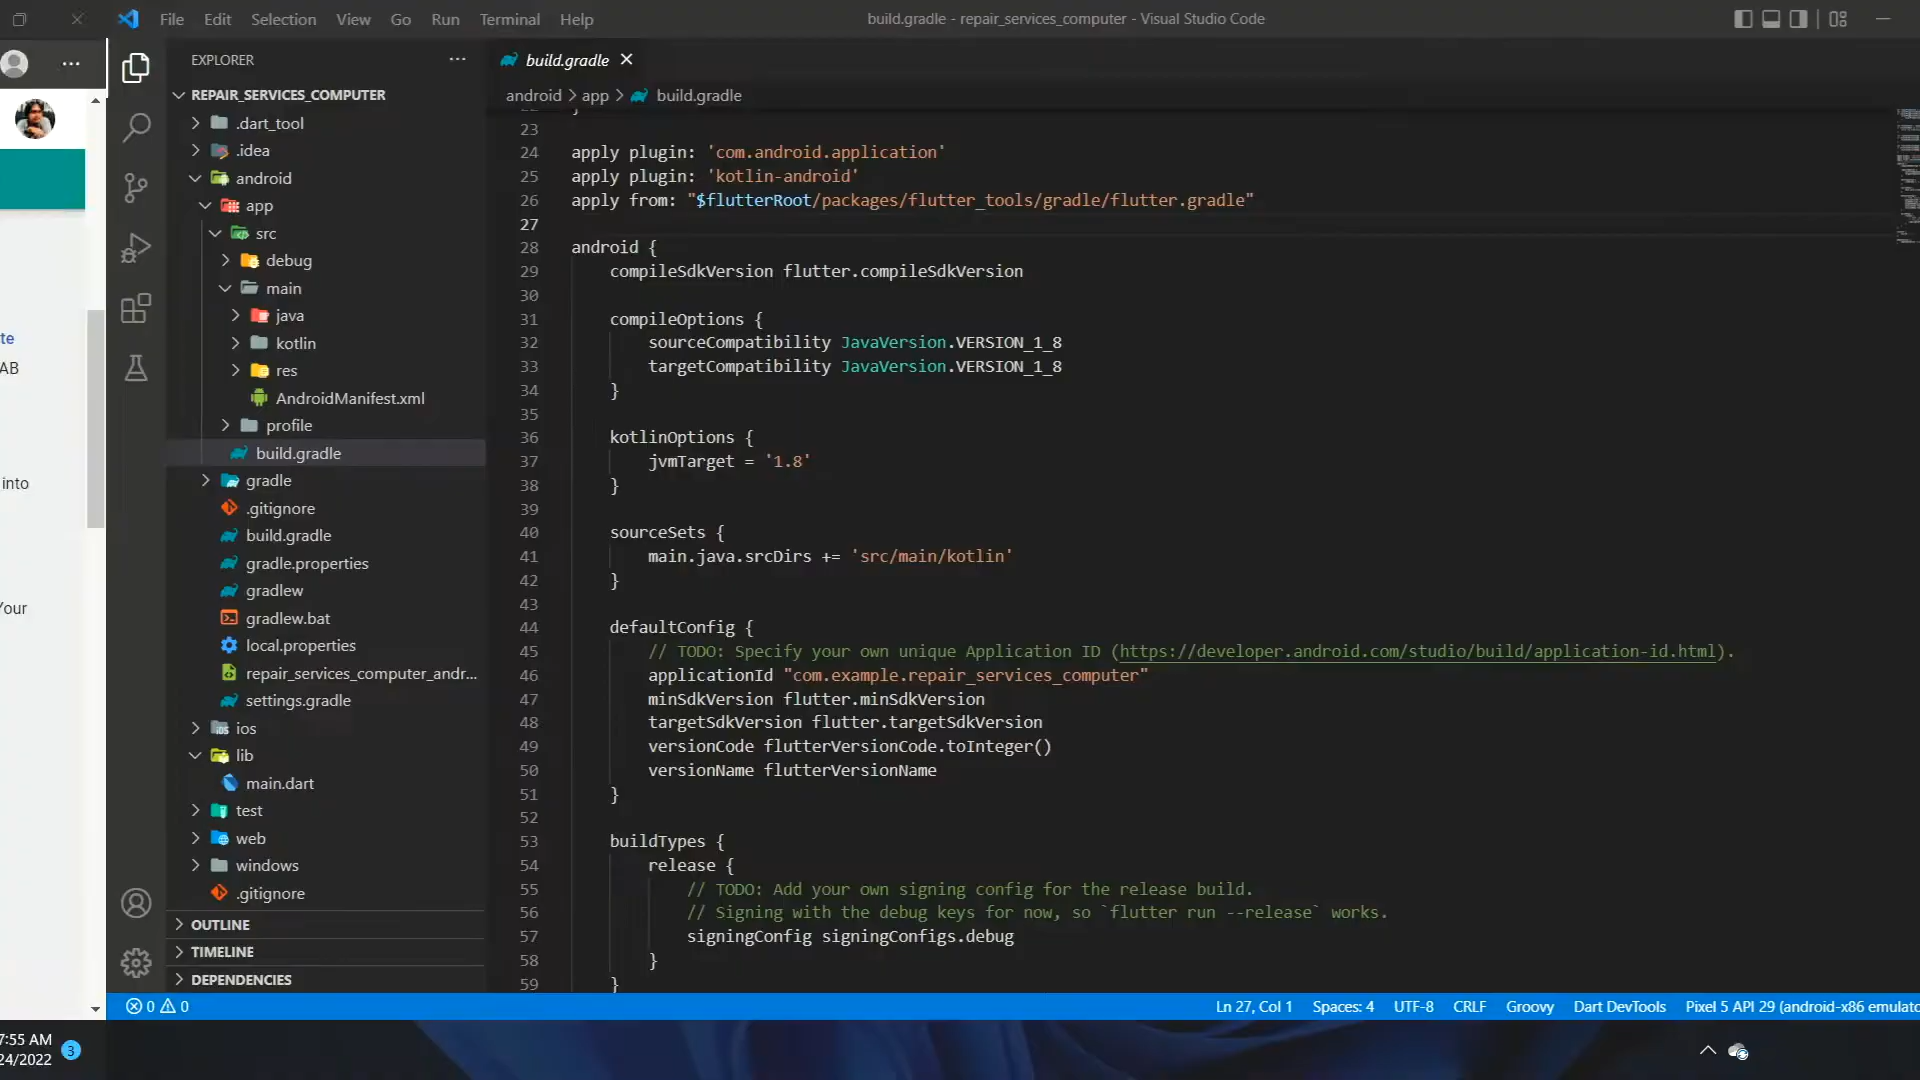 File Edit Selection View Go Run Terminal Help
build.gradle - repair_services_computer - Visual Studio Code
te
AB
into
Your
EXPLORER
REPAIR_SERVICES_COMPUTER
.dart_tool
.idea
android
app
src
debug
main
java
kotlin
res
AndroidManifest.xml
profile
build.gradle
gradle
.gitignore
build.gradle
gradle.properties
gradlew
gradlew.bat
local.properties
repair_services_computer_andr...
settings.gradle
ios
lib
main.dart
test
web
windows
.gitignore
OUTLINE
TIMELINE
DEPENDENCIES
build.gradle
android > app > build.gradle
23
24 apply plugin: 'com.android.application'
25 apply plugin: 'kotlin-android'
26 apply from: "$flutterRoot/packages/flutter_tools/gradle/flutter.gradle"
27
28 android {
29 compileSdkVersion flutter.compileSdkVersion
30
31 compileOptions {
32 sourceCompatibility JavaVersion.VERSION_1_8
33 targetCompatibility JavaVersion.VERSION_1_8
34 }
35
36 kotlinOptions {
37 jvmTarget = '1.8'
38 }
39
40 sourceSets {
41 main.java.srcDirs += 'src/main/kotlin'
42 }
43
44 defaultConfig {
45 // TODO: Specify your own unique Application ID (https://developer.android.com/studio/build/application-id.html).
46 applicationId "com.example.repair_services_computer"
47 minSdkVersion flutter.minSdkVersion
48 targetSdkVersion flutter.targetSdkVersion
49 versionCode flutterVersionCode.toInteger()
50 versionName flutterVersionName
51 }
52
53 buildTypes {
54 release {
55 // TODO: Add your own signing config for the release build.
56 // Signing with the debug keys for now, so `flutter run --release` works.
57 signingConfig signingConfigs.debug
58 }
59 }
0 0
Ln 27, Col 1 Spaces: 4 UTF-8 CRLF Groovy Dart DevTools Pixel 5 API 29 (android-x86 emulato
7:55 AM
24/2022
3